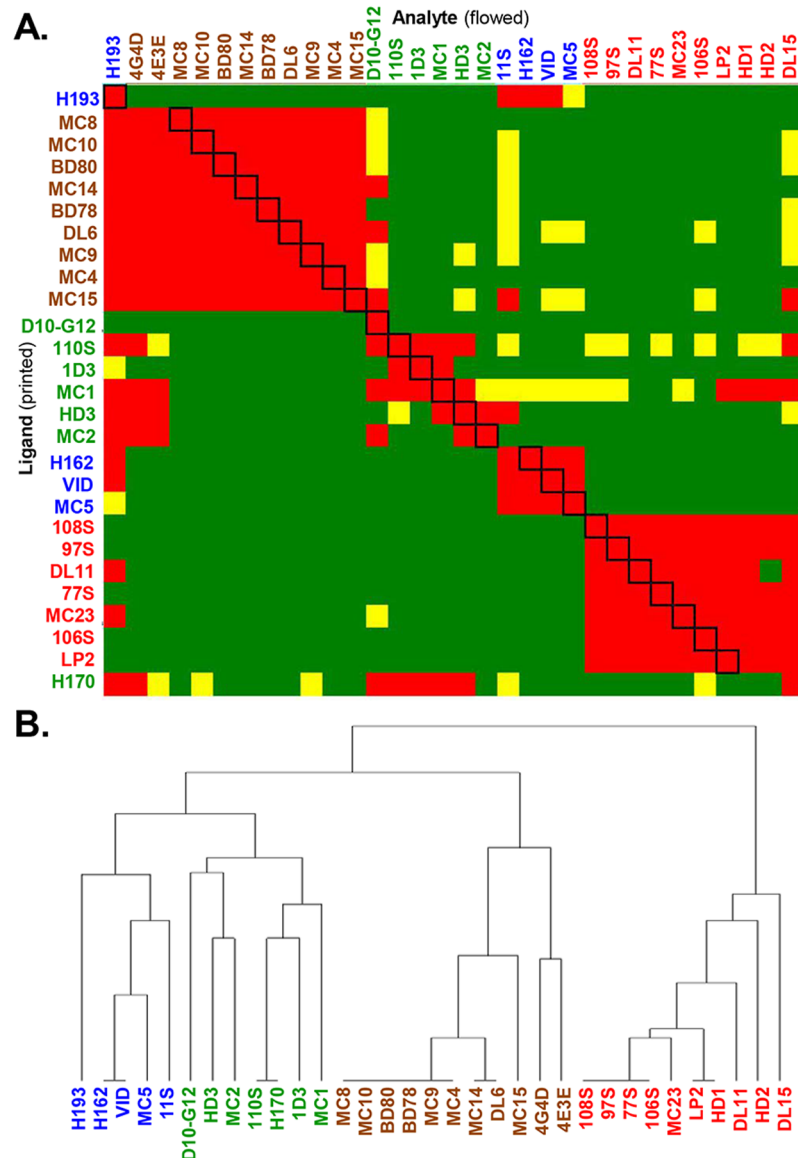 A.
Analyte (flowed)
H193 4G4D 4E3E MC8 MC10 BD80 MC14 BD78 DL6 MC9 MC4 MC15 D10-G12 110S 1D3 MC1 HD3 MC2 11S H162 VID MC5 108S 97S DL11 77S MC23 106S LP2 HD1 HD2 DL15
Ligand (printed)
H193
MC8
MC10
BD80
MC14
BD78
DL6
MC9
MC4
MC15
D10-G12
110S
1D3
MC1
HD3
MC2
H162
VID
MC5
108S
97S
DL11
77S
MC23
106S
LP2
H170
B.
H193 H162 VID MC5 11S D10-G12 HD3 MC2 110S H170 1D3 MC1 MC8 MC10 BD80 BD78 MC9 MC4 MC14 DL6 MC15 4G4D 4E3E 108S 97S 77S 106S MC23 LP2 HD1 DL11 HD2 DL15